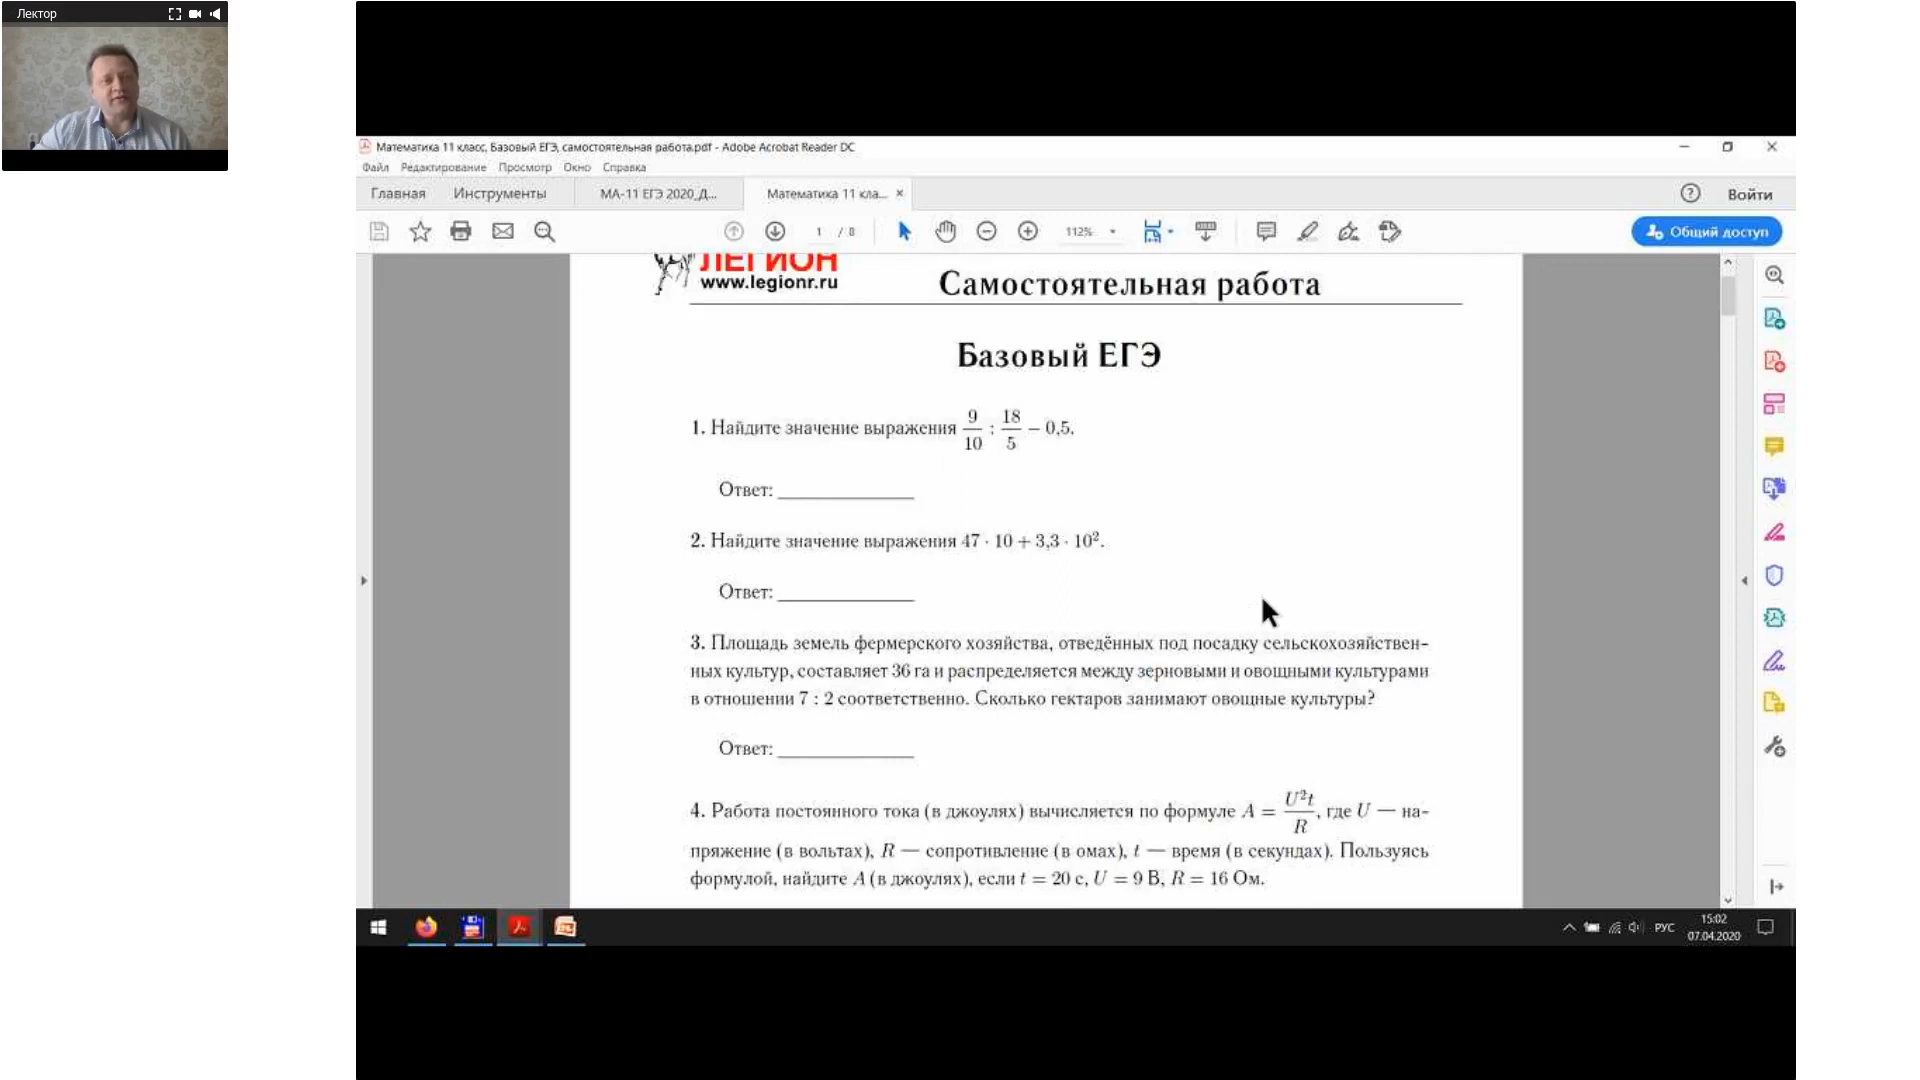 Лектор
Математика 11 класс, Базовый ЕГЭ, самостоятельная работа.pdf - Adobe Acrobat Reader DC
Файл Редактирование Просмотр Окно Справка
Главная Инструменты МА-11 ЕГЭ 2020_Д... Математика 11 кла... × Войти
1 / 8 112% Общий доступ
ЛЕГИОН
www.legionr.ru
Самостоятельная работа
Базовый ЕГЭ
1. Найдите значение выражения 9/10 : 18/5 − 0,5.
Ответ: ______________
2. Найдите значение выражения 47 · 10 + 3,3 · 10².
Ответ: ______________
3. Площадь земель фермерского хозяйства, отведённых под посадку сельскохозяйствен-
ных культур, составляет 36 га и распределяется между зерновыми и овощными культурами
в отношении 7 : 2 соответственно. Сколько гектаров занимают овощные культуры?
Ответ: ______________
4. Работа постоянного тока (в джоулях) вычисляется по формуле A = U²t/R, где U — на-
пряжение (в вольтах), R — сопротивление (в омах), t — время (в секундах). Пользуясь
формулой, найдите A (в джоулях), если t = 20 с, U = 9 В, R = 16 Ом.
РУС
15:02
07.04.2020